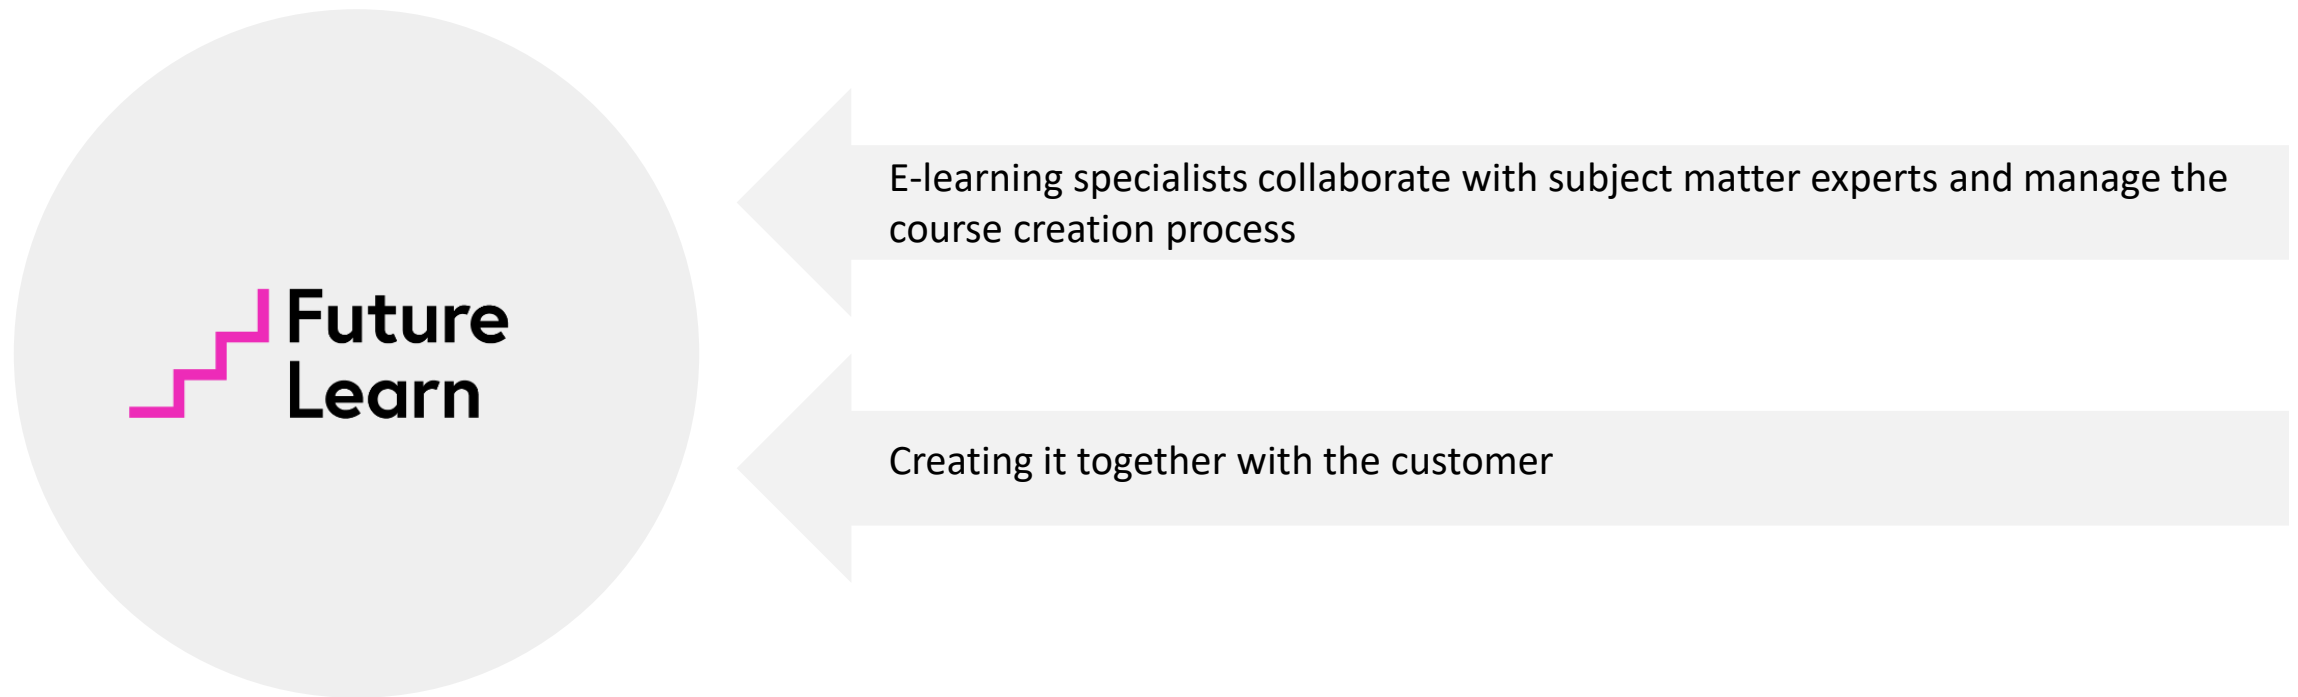 Future
Learn
E-learning specialists collaborate with subject matter experts and manage the
course creation process
Creating it together with the customer